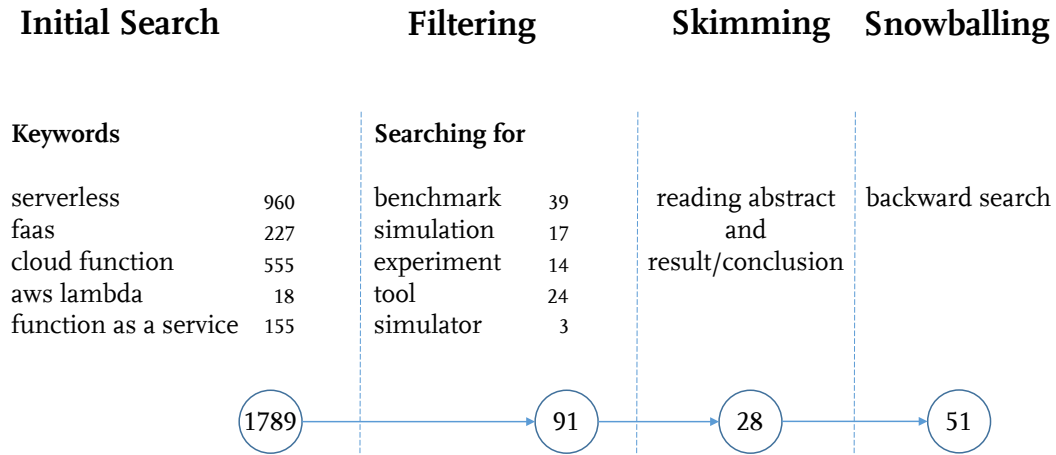 Initial Search Filtering Skimming Snowballing
Keywords Searching for
serverless 960 benchmark 39 reading abstract backward search
faas 227 simulation 17 and
cloud function 555 experiment 14 result/conclusion
aws lambda 18 tool 24
function as a service 155 simulator 3
1789 91 28 51